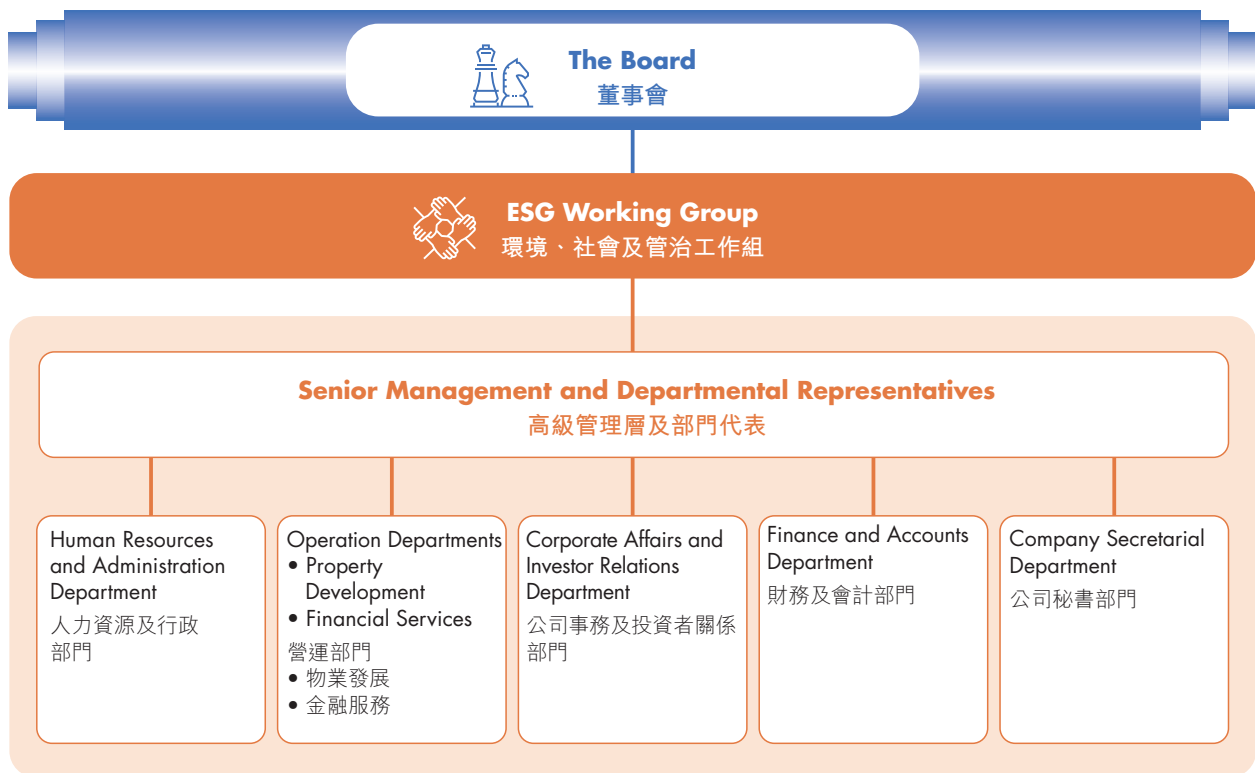 The Board
董事會
ESG Working Group
環境、社會及管治工作組
Senior Management and Departmental Representatives
高級管理層及部門代表
Human Resources
and Administration
Department
人力資源及行政
部門
Operation Departments
• Property
Development
• Financial Services
營運部門
• 物業發展
• 金融服務
Corporate Affairs and
Investor Relations
Department
公司事務及投資者關係
部門
Finance and Accounts
Department
財務及會計部門
Company Secretarial
Department
公司秘書部門